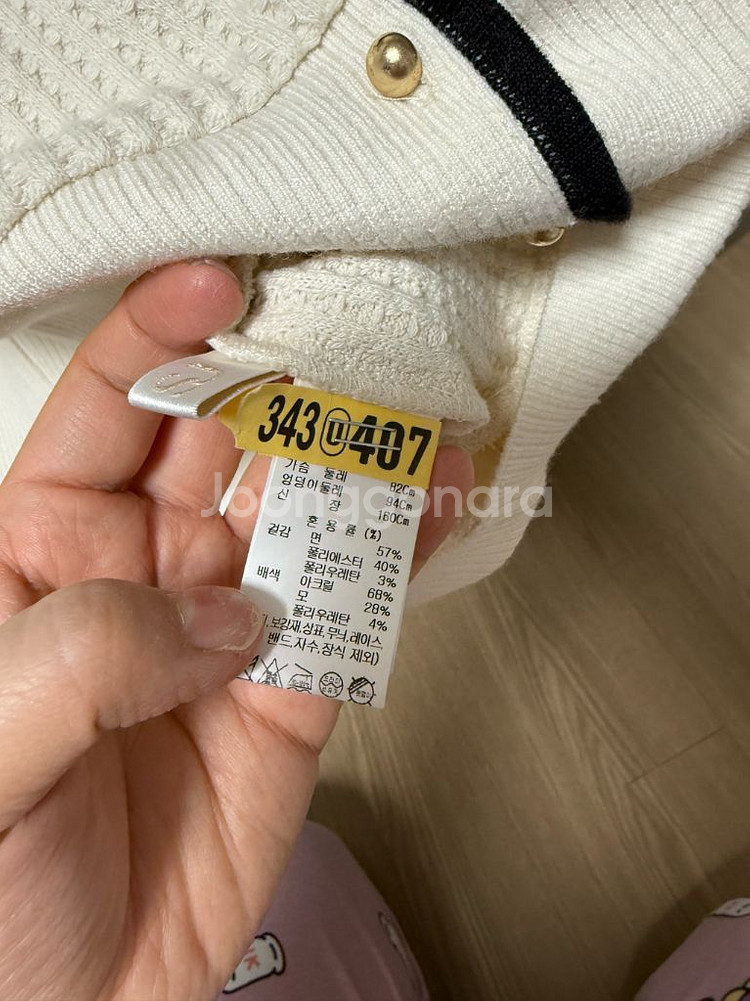 343 0407
가슴 둘레 82Cm
엉덩이둘레 94Cm
신 장 160Cm
혼 용 률 (%)
겉감 면 57%
폴리에스터 40%
폴리우레탄 3%
배색 아크릴 68%
모 28%
폴리우레탄 4%
,보강재,상표,무늬,레이스,
밴드,자수,장식 제외)
Joonggonara